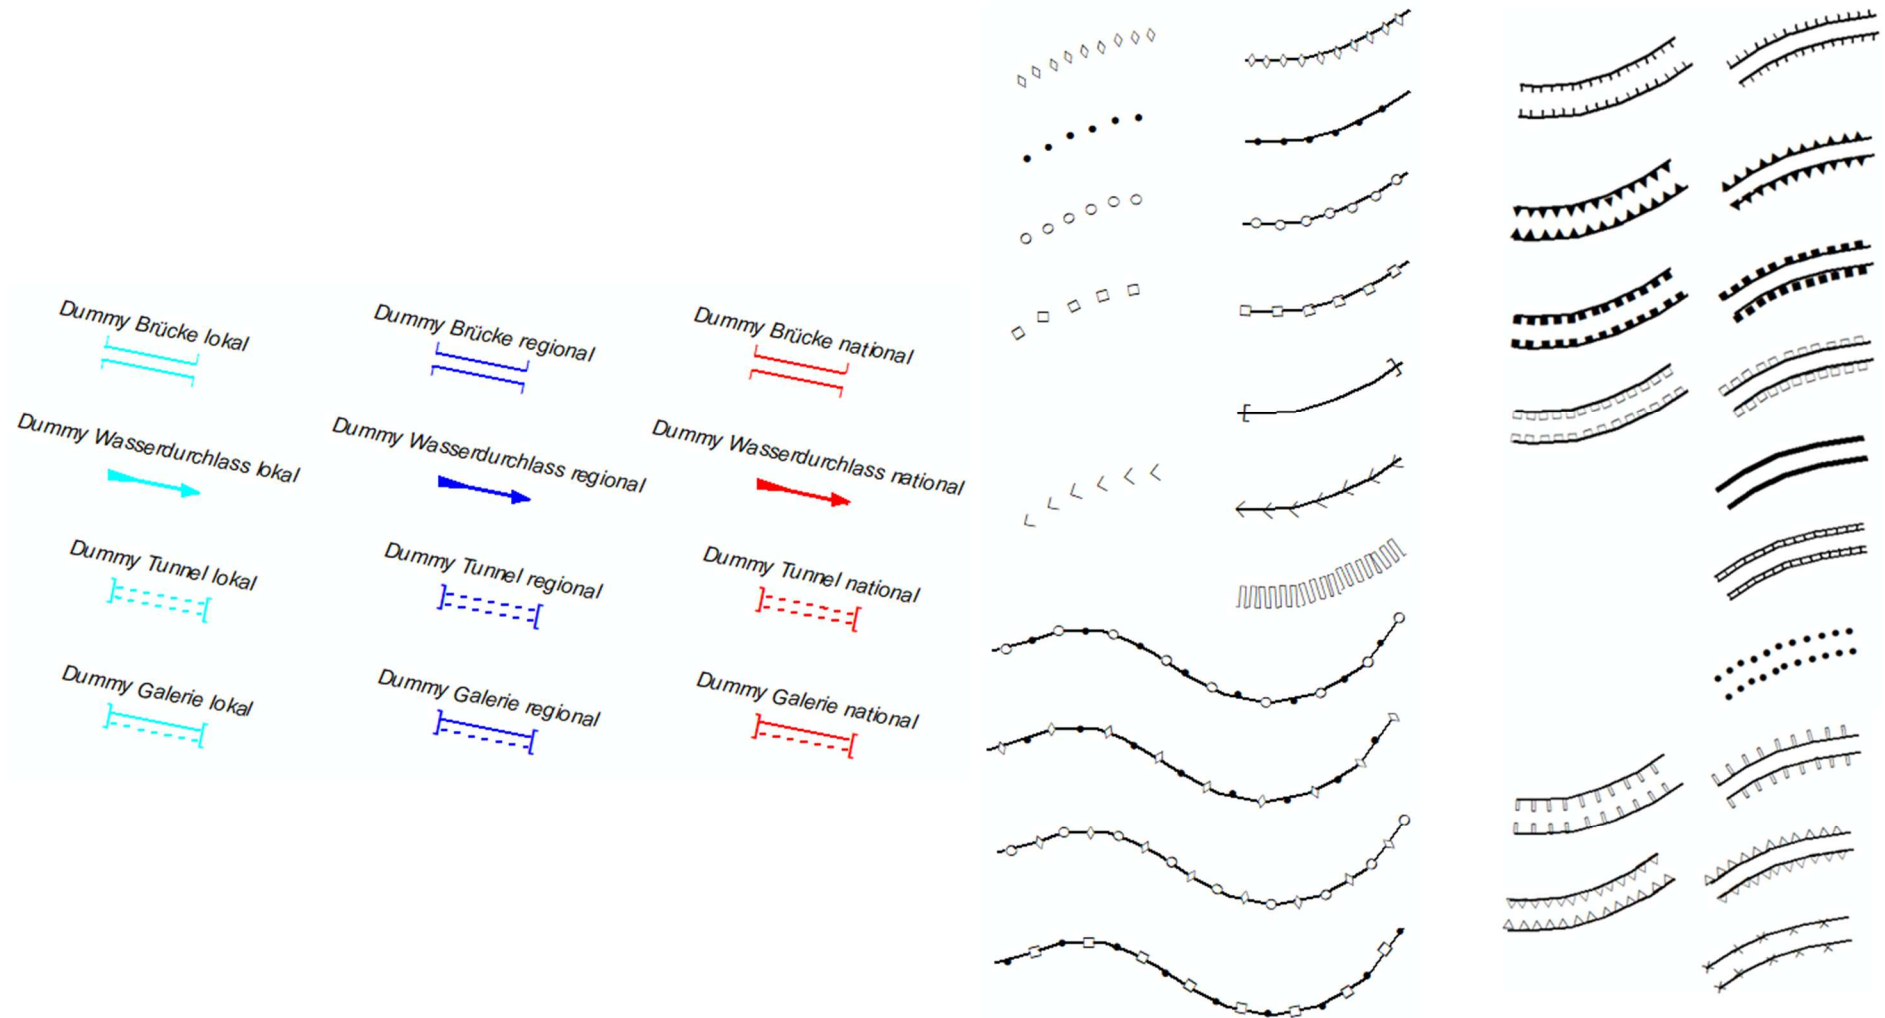 Dummy Brücke lokal
Dummy Brücke regional
Dummy Brücke national
Dummy Wasserdurchlass lokal
Dummy Wasserdurchlass regional
Dummy Wasserdurchlass national
Dummy Tunnel lokal
Dummy Tunnel regional
Dummy Tunnel national
Dummy Galerie lokal
Dummy Galerie regional
Dummy Galerie national